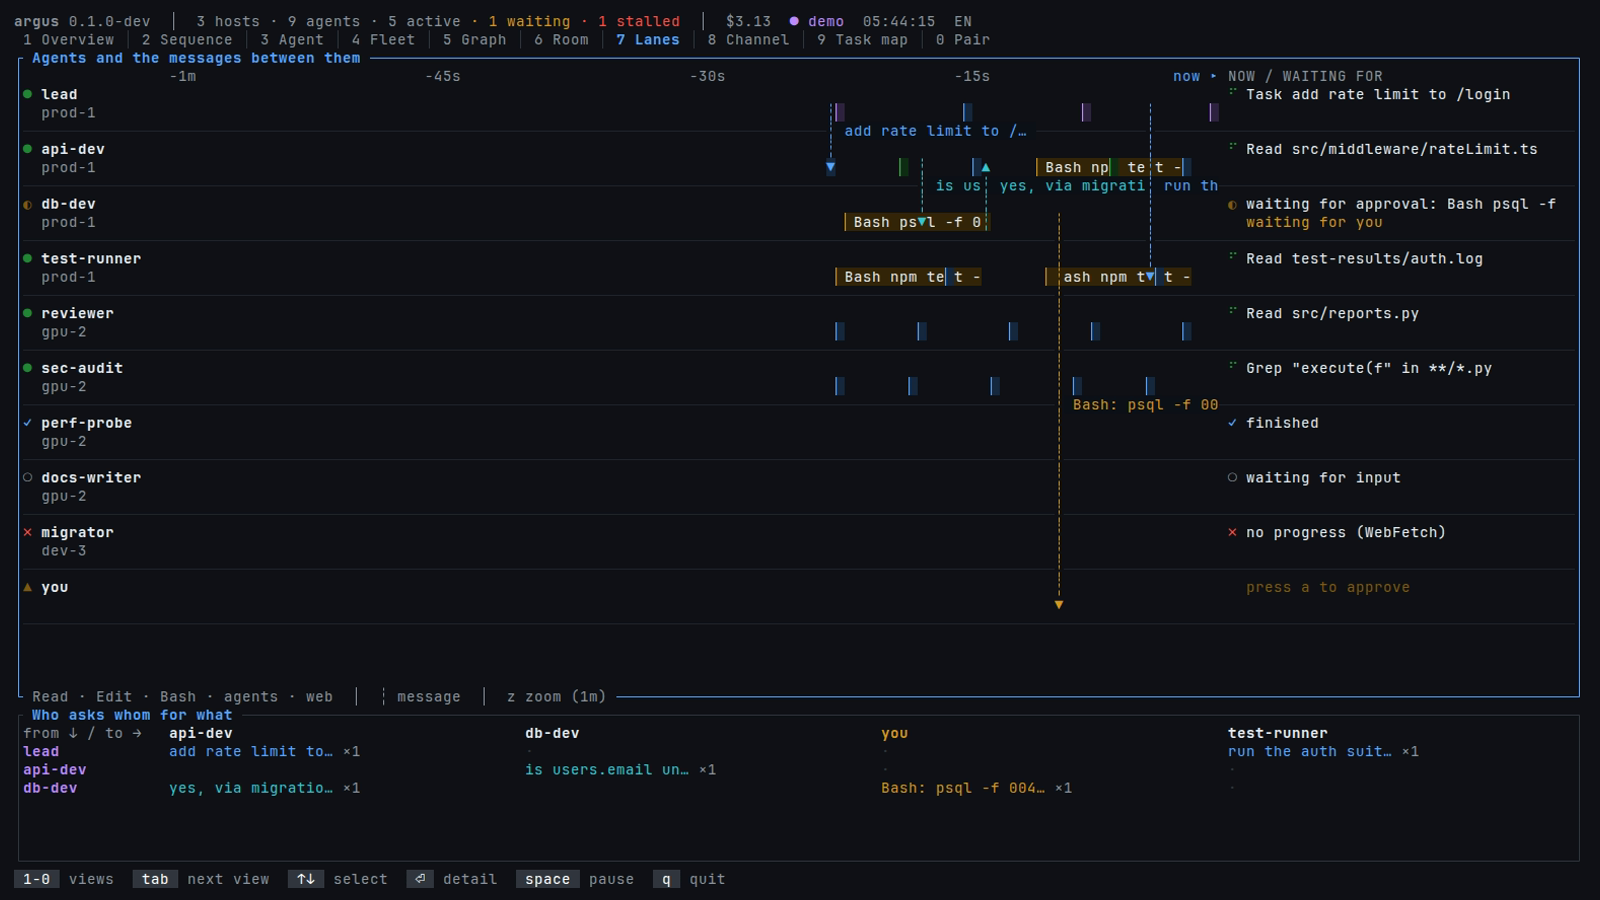 argus 0.1.0-dev │ 3 hosts · 9 agents · 5 active · 1 waiting · 1 stalled │ $3.13 ● demo 05:44:15 EN
1 Overview │ 2 Sequence │ 3 Agent │ 4 Fleet │ 5 Graph │ 6 Room │ 7 Lanes │ 8 Channel │ 9 Task map │ 0 Pair
Agents and the messages between them
-1m -45s -30s -15s now ▸ NOW / WAITING FOR
● lead Task add rate limit to /login
prod-1
add rate limit to /…
● api-dev Read src/middleware/rateLimit.ts
prod-1 Bash np te t -
is us yes, via migrati run th
◐ db-dev ◐ waiting for approval: Bash psql -f
prod-1 Bash ps l -f 0 waiting for you
● test-runner Read test-results/auth.log
prod-1 Bash npm te t - ash npm t t -
● reviewer Read src/reports.py
gpu-2
● sec-audit Grep "execute(f" in **/*.py
gpu-2
Bash: psql -f 00
✓ perf-probe ✓ finished
gpu-2
○ docs-writer ○ waiting for input
gpu-2
✕ migrator ✕ no progress (WebFetch)
dev-3
▲ you press a to approve
Read · Edit · Bash · agents · web │ ┆ message │ z zoom (1m)
Who asks whom for what
from ↓ / to → api-dev db-dev you test-runner
lead add rate limit to… ×1 · · run the auth suit… ×1
api-dev is users.email un… ×1 · ·
db-dev yes, via migratio… ×1 Bash: psql -f 004… ×1 ·
1-0 views tab next view ↑↓ select ⏎ detail space pause q quit